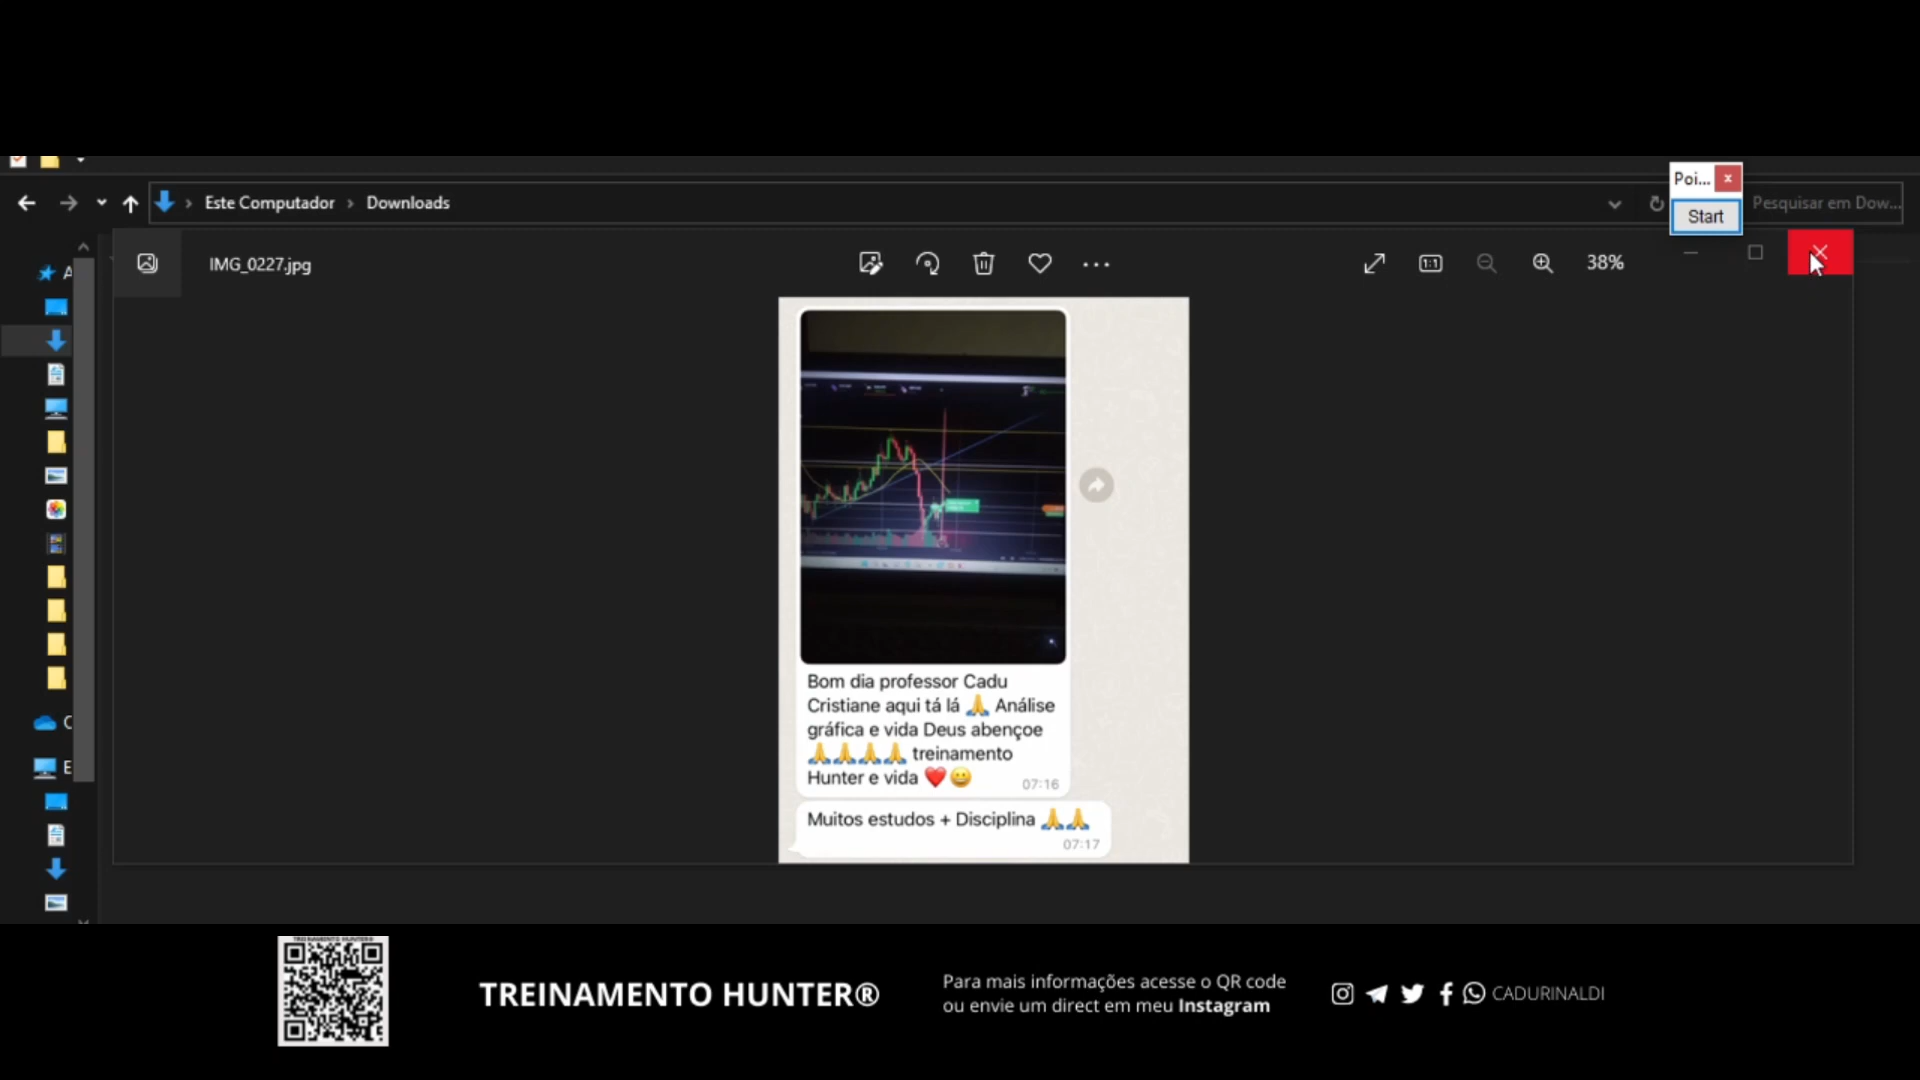 Poi...
Este Computador
Downloads
Pesquisar em Dow...
Start
IMG_0227.jpg
38%
Bom dia professor Cadu
Cristiane aqui tá lá 🙏 Análise
gráfica e vida Deus abençoe
🙏🙏🙏🙏 treinamento
Hunter e vida ❤️😀
07:16
Muitos estudos + Disciplina 🙏🙏
07:17
TREINAMENTO HUNTER®
Para mais informações acesse o QR code
ou envie um direct em meu Instagram
CADURINALDI